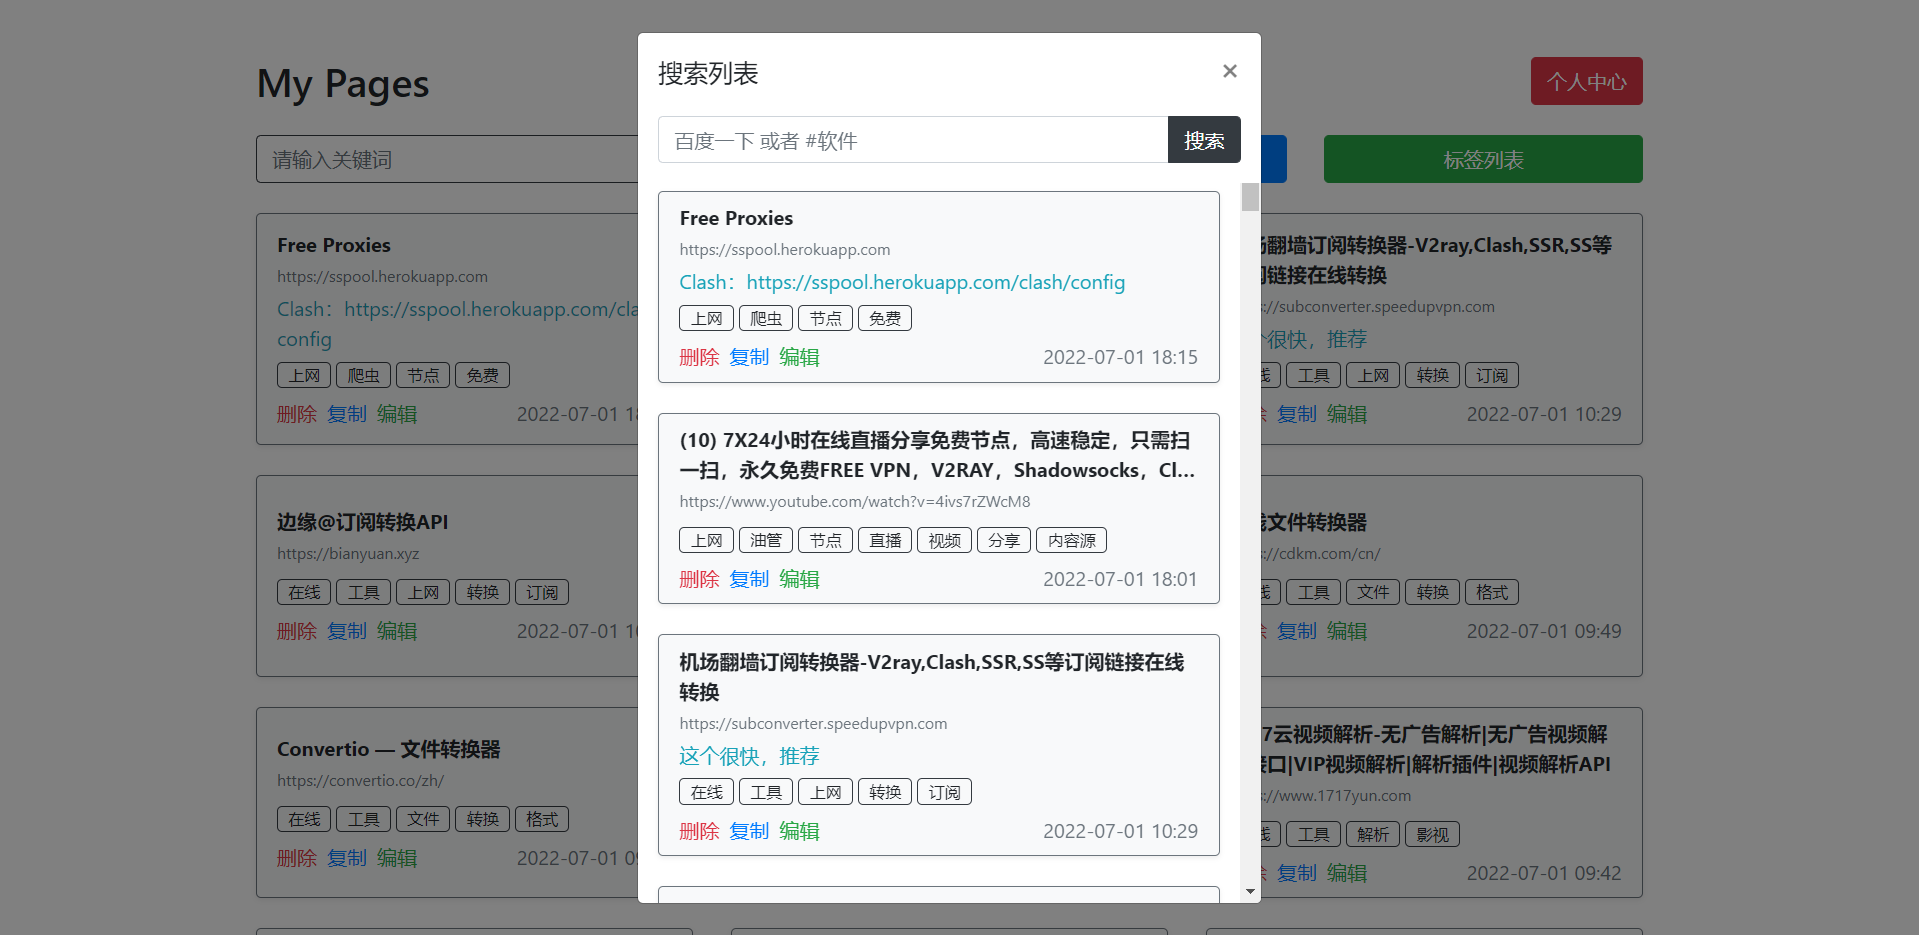 My Pages
个人中心
请输入关键词
标签列表
搜索列表
×
百度一下 或者 #软件
搜索
Free Proxies
https://sspool.herokuapp.com
Clash：https://sspool.herokuapp.com/clash/config
上网 爬虫 节点 免费
删除 复制 编辑 2022-07-01 18:15
(10) 7X24小时在线直播分享免费节点，高速稳定，只需扫
一扫，永久免费FREE VPN，V2RAY，Shadowsocks，Cl...
https://www.youtube.com/watch?v=4ivs7rZWcM8
上网 油管 节点 直播 视频 分享 内容源
删除 复制 编辑 2022-07-01 18:01
机场翻墙订阅转换器-V2ray,Clash,SSR,SS等订阅链接在线
转换
https://subconverter.speedupvpn.com
这个很快，推荐
在线 工具 上网 转换 订阅
删除 复制 编辑 2022-07-01 10:29
Free Proxies
https://sspool.herokuapp.com
Clash：https://sspool.herokuapp.com/cla
config
上网 爬虫 节点 免费
删除 复制 编辑 2022-07-01 1
边缘@订阅转换API
https://bianyuan.xyz
在线 工具 上网 转换 订阅
删除 复制 编辑 2022-07-01 1
Convertio — 文件转换器
https://convertio.co/zh/
在线 工具 文件 转换 格式
删除 复制 编辑 2022-07-01 0
翻墙订阅转换器-V2ray,Clash,SSR,SS等
链接在线转换
://subconverter.speedupvpn.com
很快，推荐
工具 上网 转换 订阅
复制 编辑 2022-07-01 10:29
文件转换器
://cdkm.com/cn/
工具 文件 转换 格式
复制 编辑 2022-07-01 09:49
7云视频解析-无广告解析|无广告视频解
口|VIP视频解析|解析插件|视频解析API
://www.1717yun.com
工具 解析 影视
复制 编辑 2022-07-01 09:42